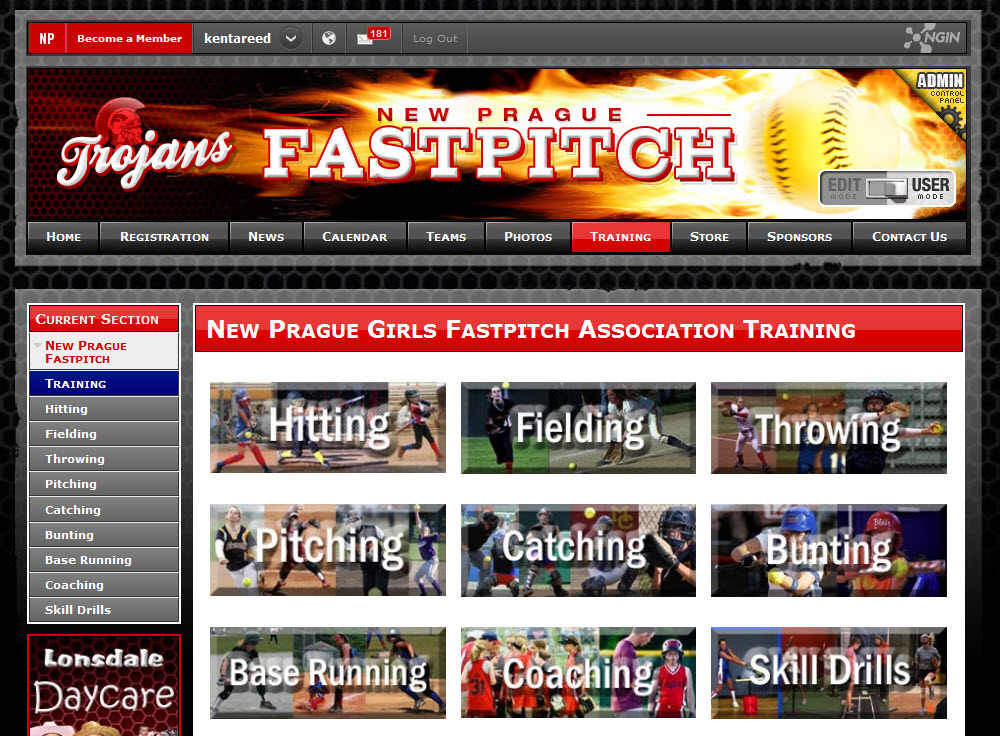 NP
Become a Member
kentareed
181
Log Out
NGIN
ADMIN
CONTROL
PANEL
Trojans
NEW PRAGUE
FASTPITCH
EDIT
MODE
USER
MODE
Home
Registration
News
Calendar
Teams
Photos
Training
Store
Sponsors
Contact Us
Current Section
New Prague
Fastpitch
Training
Hitting
Fielding
Throwing
Pitching
Catching
Bunting
Base Running
Coaching
Skill Drills
Lonsdale
Daycare
New Prague Girls Fastpitch Association Training
Hitting
Fielding
Throwing
Pitching
Catching
Bunting
Base Running
Coaching
Skill Drills